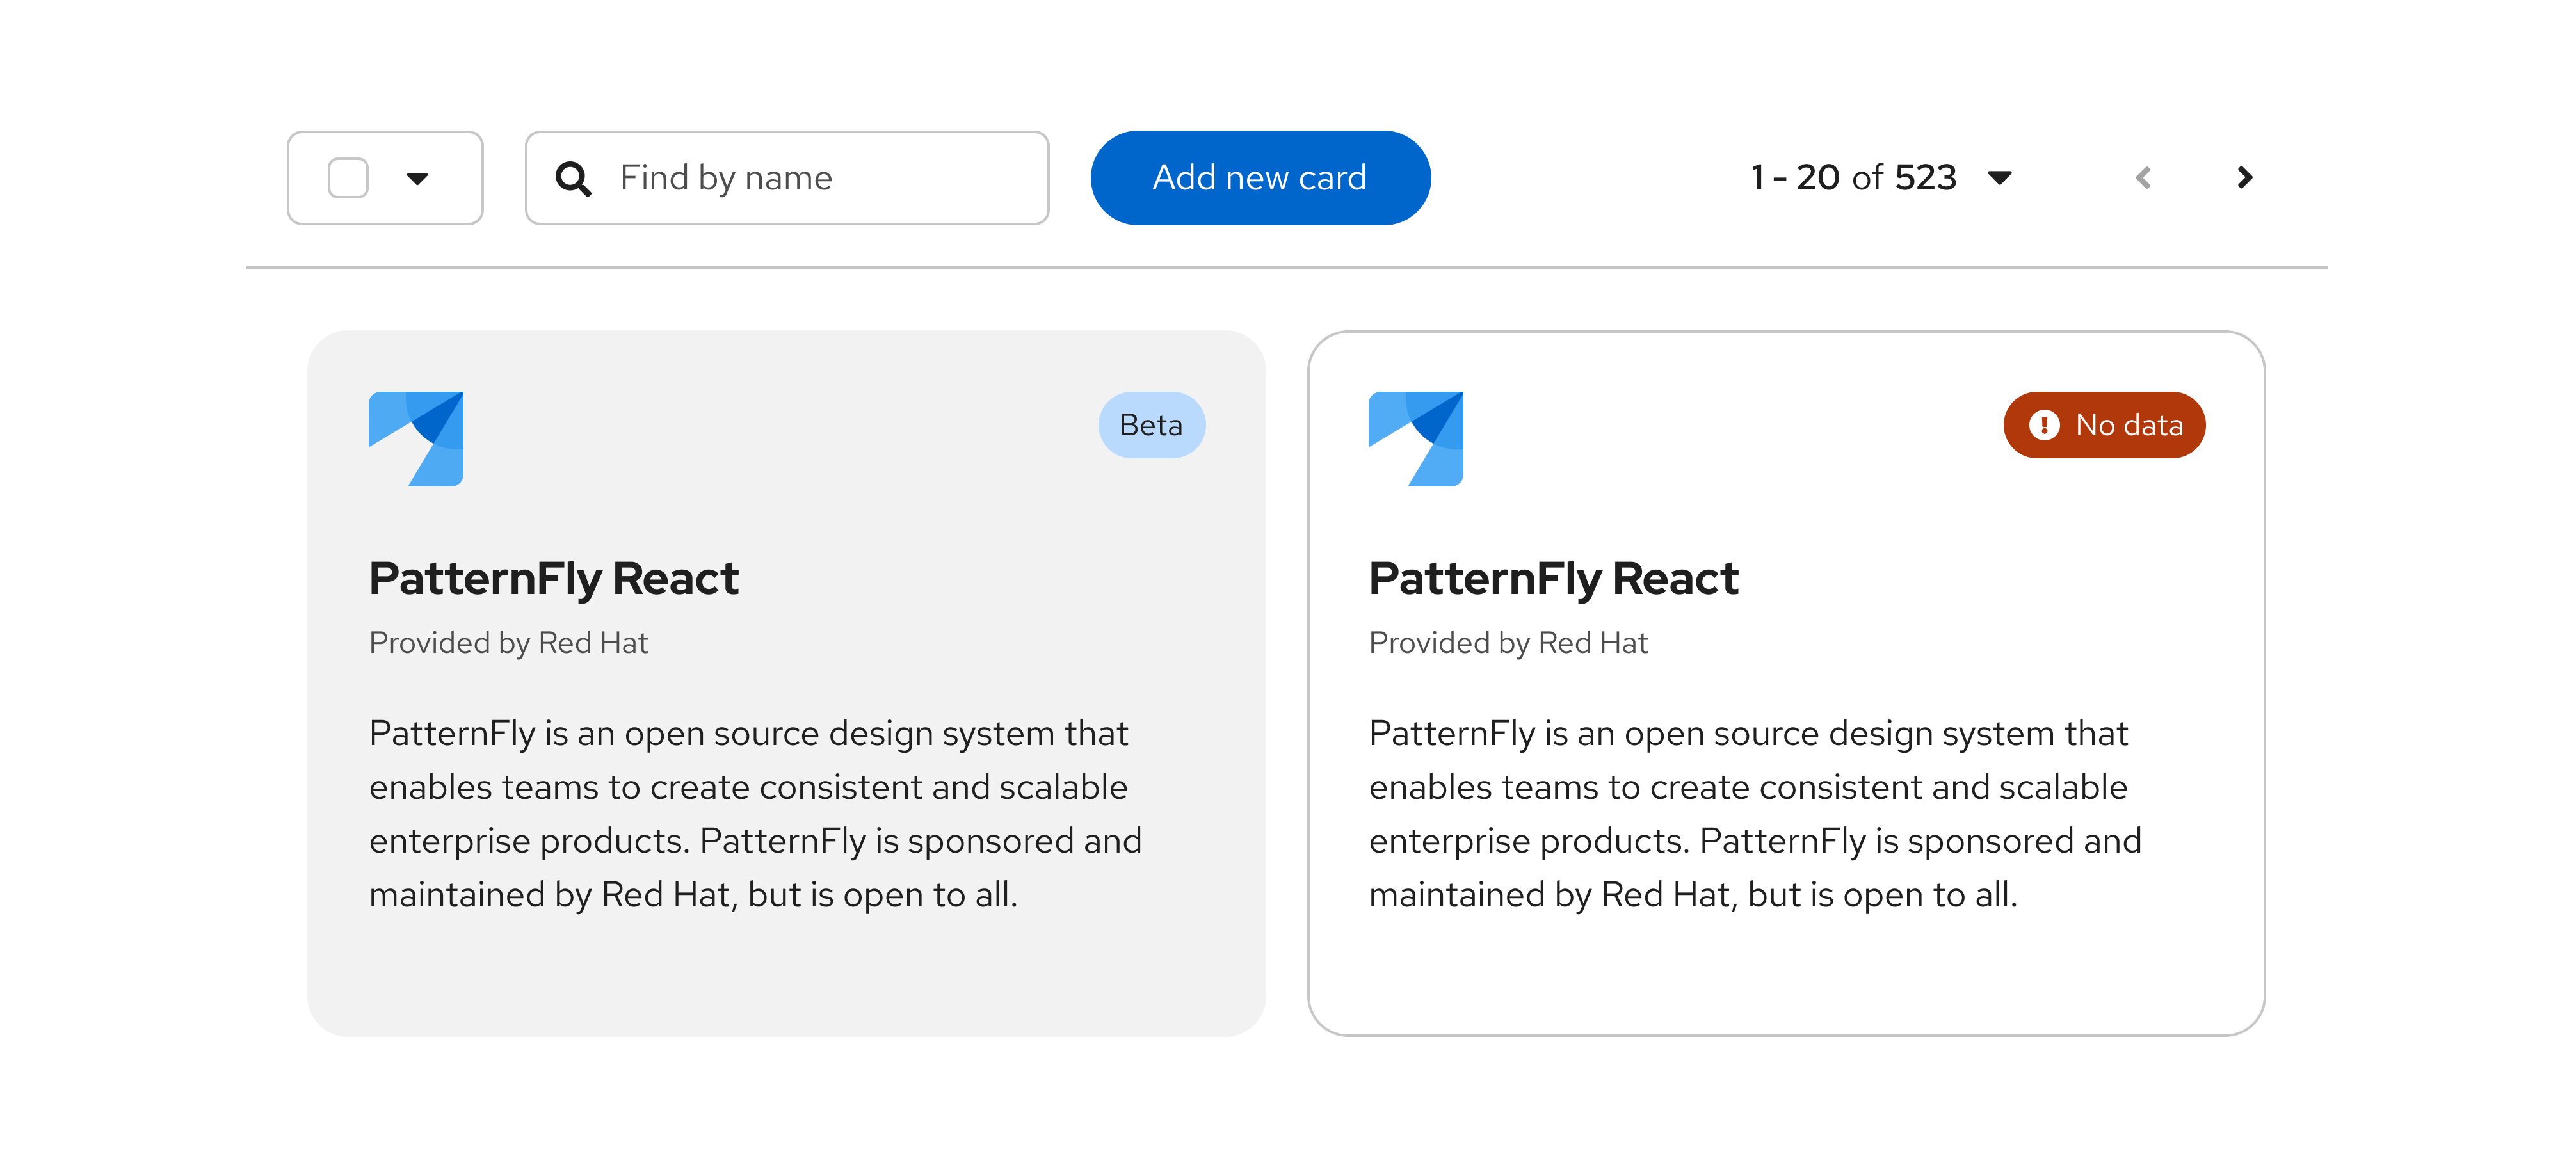 Find by name
Add new card
1 - 20 of 523
Beta
PatternFly React
Provided by Red Hat
PatternFly is an open source design system that
enables teams to create consistent and scalable
enterprise products. PatternFly is sponsored and
maintained by Red Hat, but is open to all.
No data
PatternFly React
Provided by Red Hat
PatternFly is an open source design system that
enables teams to create consistent and scalable
enterprise products. PatternFly is sponsored and
maintained by Red Hat, but is open to all.